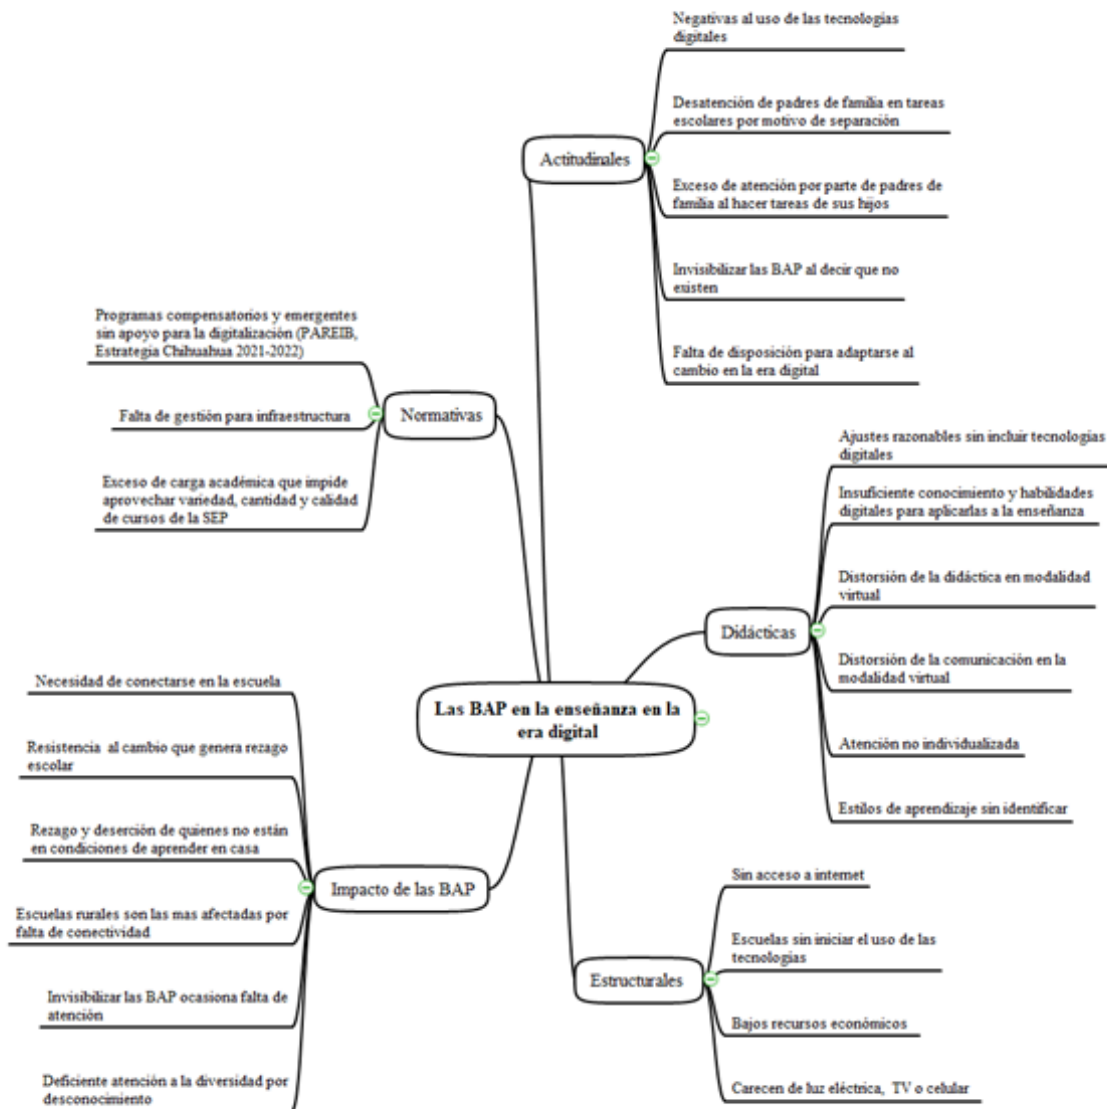 Las BAP en la enseñanza en la
era digital
Actitudinales
Negativas al uso de las tecnologías
digitales
Desatención de padres de familia en tareas
escolares por motivo de separación
Exceso de atención por parte de padres de
familia al hacer tareas de sus hijos
Invisibilizar las BAP al decir que no
existen
Falta de disposición para adaptarse al
cambio en la era digital
Didácticas
Ajustes razonables sin incluir tecnologías
digitales
Insuficiente conocimiento y habilidades
digitales para aplicarlas a la enseñanza
Distorsión de la didáctica en modalidad
virtual
Distorsión de la comunicación en la
modalidad virtual
Atención no individualizada
Estilos de aprendizaje sin identificar
Estructurales
Sin acceso a internet
Escuelas sin iniciar el uso de las
tecnologías
Bajos recursos económicos
Carecen de luz eléctrica, TV o celular
Normativas
Programas compensatorios y emergentes
sin apoyo para la digitalización (PAREIB,
Estrategia Chihuahua 2021-2022)
Falta de gestión para infraestructura
Exceso de carga académica que impide
aprovechar variedad, cantidad y calidad
de cursos de la SEP
Impacto de las BAP
Necesidad de conectarse en la escuela
Resistencia al cambio que genera rezago
escolar
Rezago y deserción de quienes no están
en condiciones de aprender en casa
Escuelas rurales son las mas afectadas por
falta de conectividad
Invisibilizar las BAP ocasiona falta de
atención
Deficiente atención a la diversidad por
desconocimiento